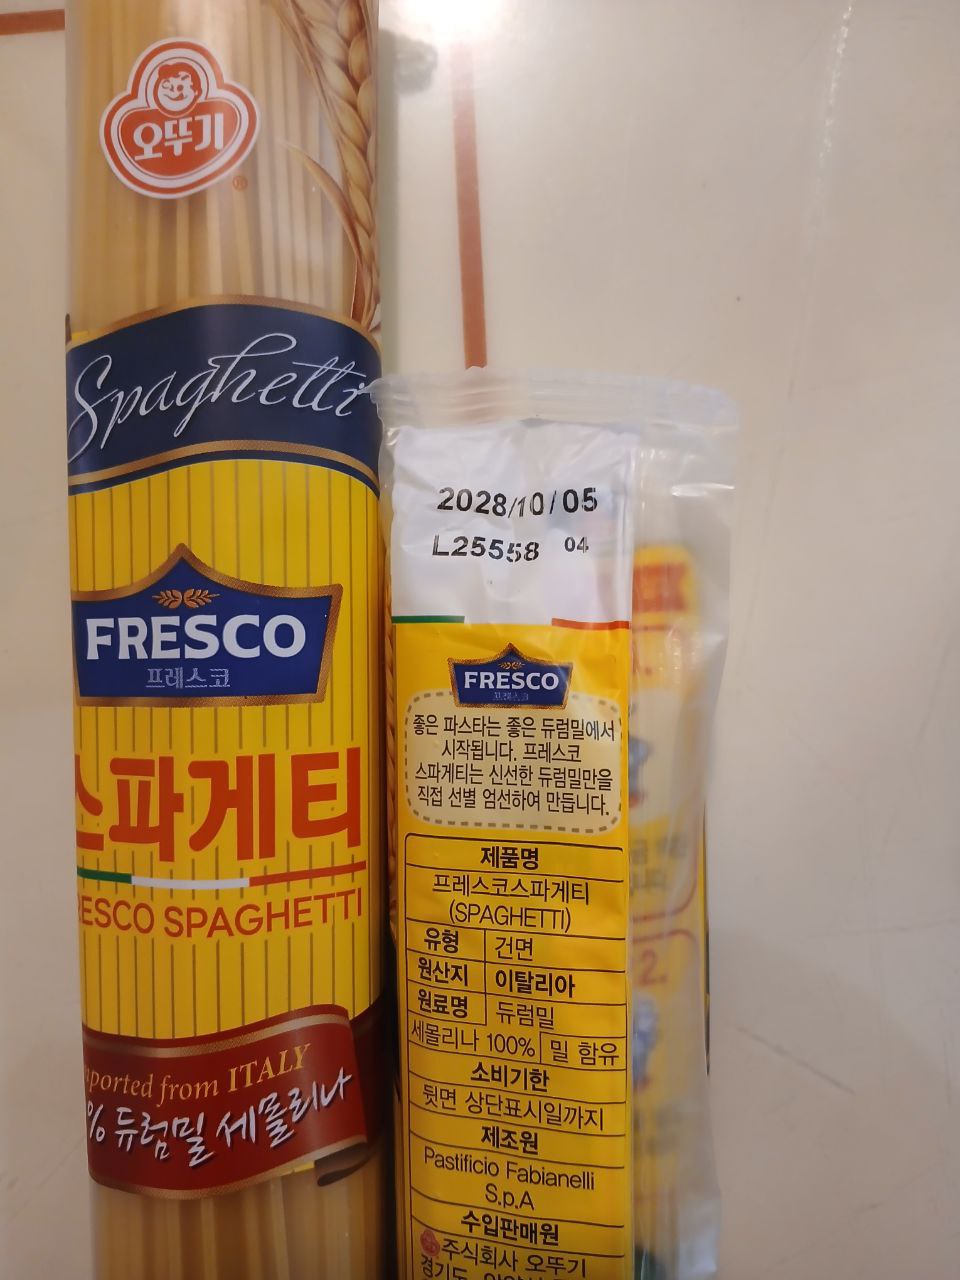 오뚜기
®
Spaghetti
FRESCO
프레스코
스파게티
ESCO SPAGHETTI
ported from ITALY
% 듀럼밀 세몰리나
2028/10/05
L25558 04
FRESCO
프레스코
좋은 파스타는 좋은 듀럼밀에서
시작됩니다. 프레스코
스파게티는 신선한 듀럼밀만을
직접 선별 엄선하여 만듭니다.
제품명
프레스코스파게티
(SPAGHETTI)
유형 건면
원산지 이탈리아
원료명 듀럼밀
세몰리나 100% 밀 함유
소비기한
뒷면 상단표시일까지
제조원
Pastificio Fabianelli
S.p.A
수입판매원
주식회사 오뚜기
경기도
2.